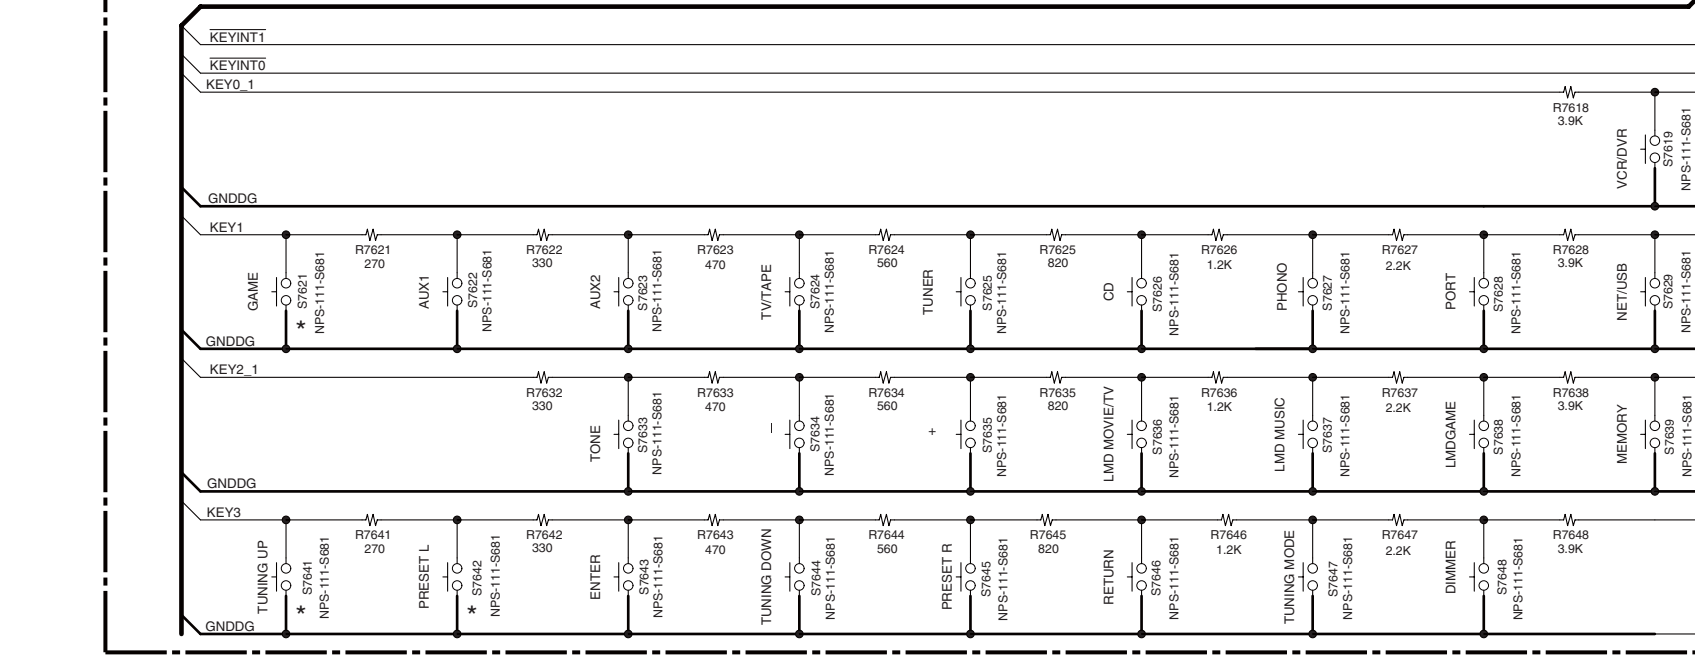 KEYINT1
KEYINT0
KEY0_1
R7618
3.9K
VCR/DVR
S7619
NPS-111-S681
GNDDG
KEY1
R7621
270
R7622
330
R7623
470
R7624
560
R7625
820
R7626
1.2K
R7627
2.2K
R7628
3.9K
GAME
S7621
NPS-111-S681
*
AUX1
S7622
NPS-111-S681
AUX2
S7623
NPS-111-S681
TV/TAPE
S7624
NPS-111-S681
TUNER
S7625
NPS-111-S681
CD
S7626
NPS-111-S681
PHONO
S7627
NPS-111-S681
PORT
S7628
NPS-111-S681
NET/USB
S7629
NPS-111-S681
GNDDG
KEY2_1
R7632
330
R7633
470
R7634
560
R7635
820
R7636
1.2K
R7637
2.2K
R7638
3.9K
TONE
S7633
NPS-111-S681
–
S7634
NPS-111-S681
+
S7635
NPS-111-S681
LMD MOVIE/TV
S7636
NPS-111-S681
LMD MUSIC
S7637
NPS-111-S681
LMDGAME
S7638
NPS-111-S681
MEMORY
S7639
NPS-111-S681
GNDDG
KEY3
R7641
270
R7642
330
R7643
470
R7644
560
R7645
820
R7646
1.2K
R7647
2.2K
R7648
3.9K
TUNING UP
S7641
NPS-111-S681
*
PRESET L
S7642
NPS-111-S681
*
ENTER
S7643
NPS-111-S681
TUNING DOWN
S7644
NPS-111-S681
PRESET R
S7645
NPS-111-S681
RETURN
S7646
NPS-111-S681
TUNING MODE
S7647
NPS-111-S681
DIMMER
S7648
NPS-111-S681
GNDDG